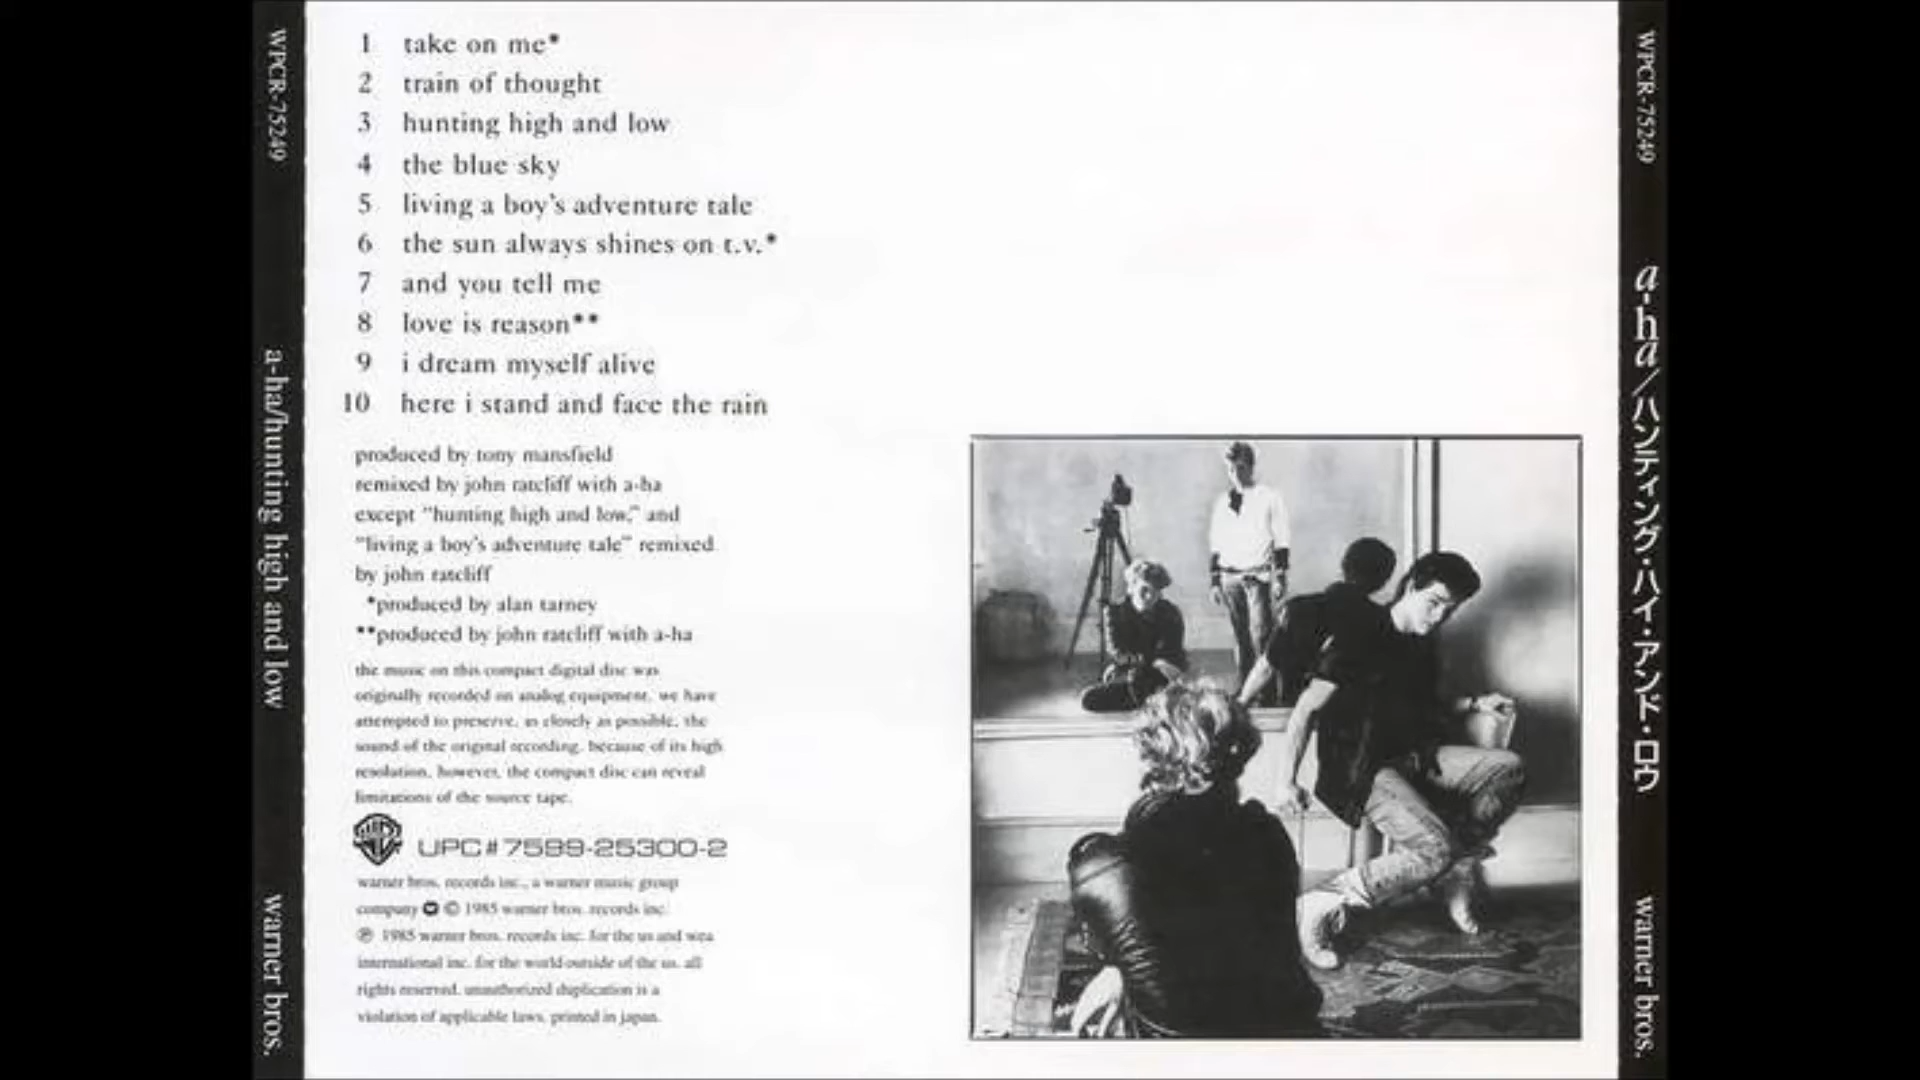 WPCR-75249
a-ha/hunting high and low
warner bros.
1 take on me*
2 train of thought
3 hunting high and low
4 the blue sky
5 living a boy's adventure tale
6 the sun always shines on t.v.*
7 and you tell me
8 love is reason**
9 i dream myself alive
10 here i stand and face the rain
produced by tony mansfield
remixed by john ratcliff with a-ha
except "hunting high and low," and
"living a boy's adventure tale" remixed
by john ratcliff
*produced by alan tarney
**produced by john ratcliff with a-ha
the music on this compact digital disc was
originally recorded on analog equipment. we have
attempted to preserve, as closely as possible, the
sound of the original recording. because of its high
resolution, however, the compact disc can reveal
limitations of the source tape.
WB
UPC# 7599-25300-2
warner bros. records inc., a warner music group
company © 1985 warner bros. records inc.
℗ 1985 warner bros. records inc. for the us and wea
international inc. for the world outside of the us. all
rights reserved. unauthorized duplication is a
violation of applicable laws. printed in japan.
WPCR-75249
a-ha/ハンティング・ハイ・アンド・ロウ
warner bros.